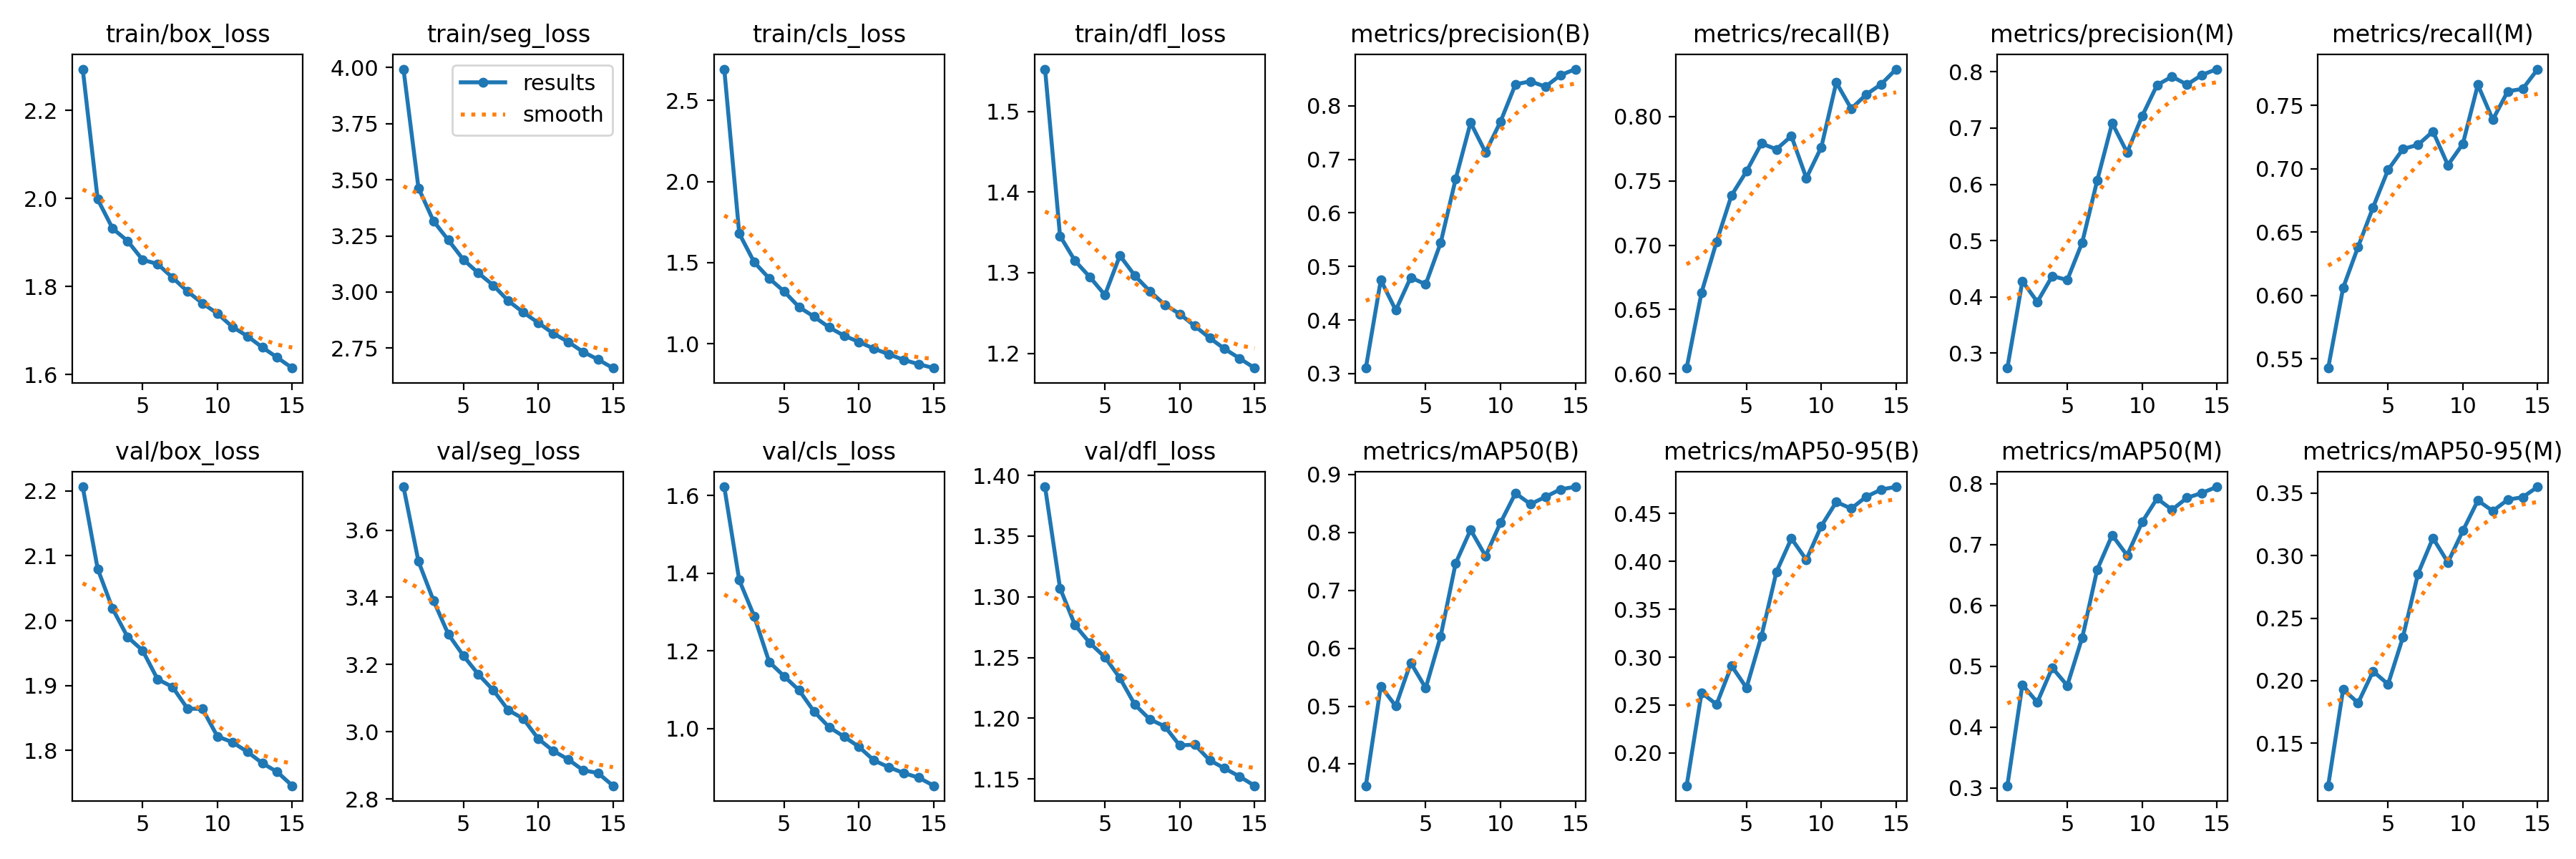 train/box_loss
train/seg_loss
train/cls_loss
train/dfl_loss
metrics/precision(B)
metrics/recall(B)
metrics/precision(M)
metrics/recall(M)
results
smooth
2.2
2.0
1.8
1.6
5 10 15
4.00
3.75
3.50
3.25
3.00
2.75
5 10 15
2.5
2.0
1.5
1.0
5 10 15
1.5
1.4
1.3
1.2
5 10 15
0.8
0.7
0.6
0.5
0.4
0.3
5 10 15
0.80
0.75
0.70
0.65
0.60
5 10 15
0.8
0.7
0.6
0.5
0.4
0.3
5 10 15
0.75
0.70
0.65
0.60
0.55
5 10 15
val/box_loss
val/seg_loss
val/cls_loss
val/dfl_loss
metrics/mAP50(B)
metrics/mAP50-95(B)
metrics/mAP50(M)
metrics/mAP50-95(M)
2.2
2.1
2.0
1.9
1.8
5 10 15
3.6
3.4
3.2
3.0
2.8
5 10 15
1.6
1.4
1.2
1.0
5 10 15
1.40
1.35
1.30
1.25
1.20
1.15
5 10 15
0.9
0.8
0.7
0.6
0.5
0.4
5 10 15
0.45
0.40
0.35
0.30
0.25
0.20
5 10 15
0.8
0.7
0.6
0.5
0.4
0.3
5 10 15
0.35
0.30
0.25
0.20
0.15
5 10 15